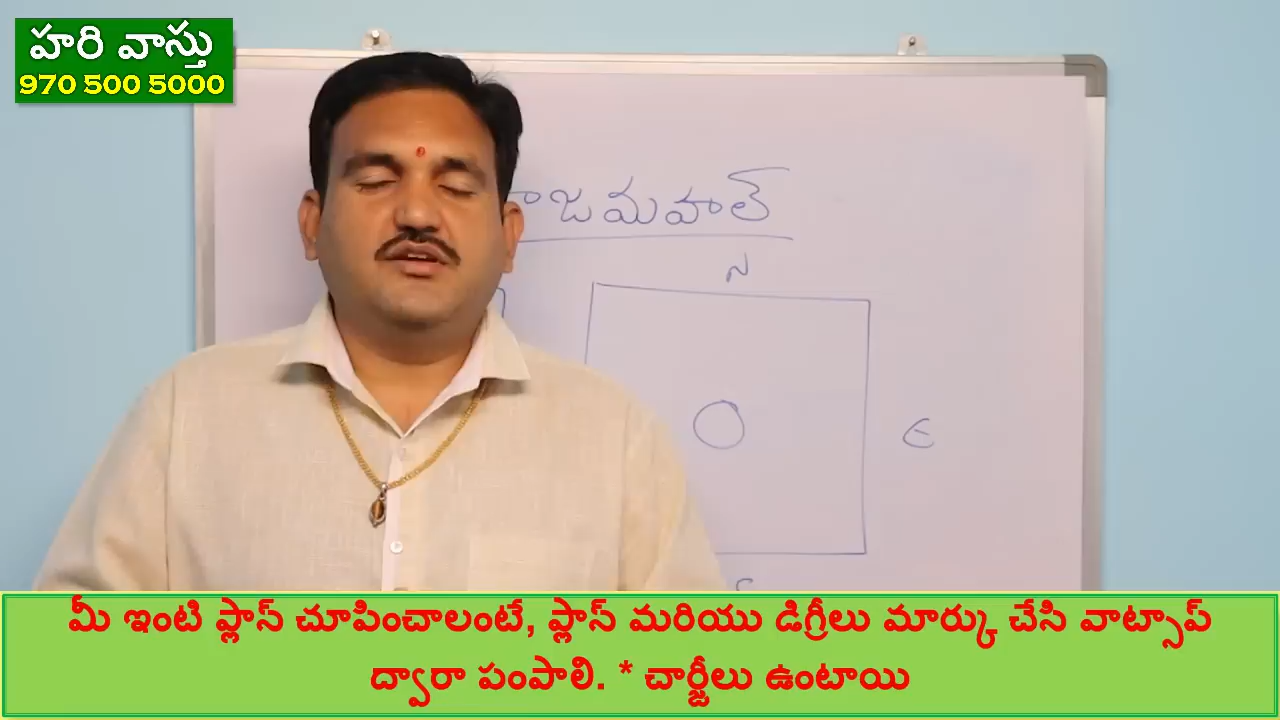 హరి వాస్తు
970 500 5000
N
E
మీ ఇంటి ప్లాన్ చూపించాలంటే, ప్లాన్ మరియు డిగ్రీలు మార్కు చేసి వాట్సాప్
ద్వారా పంపాలి. * చార్జీలు ఉంటాయి